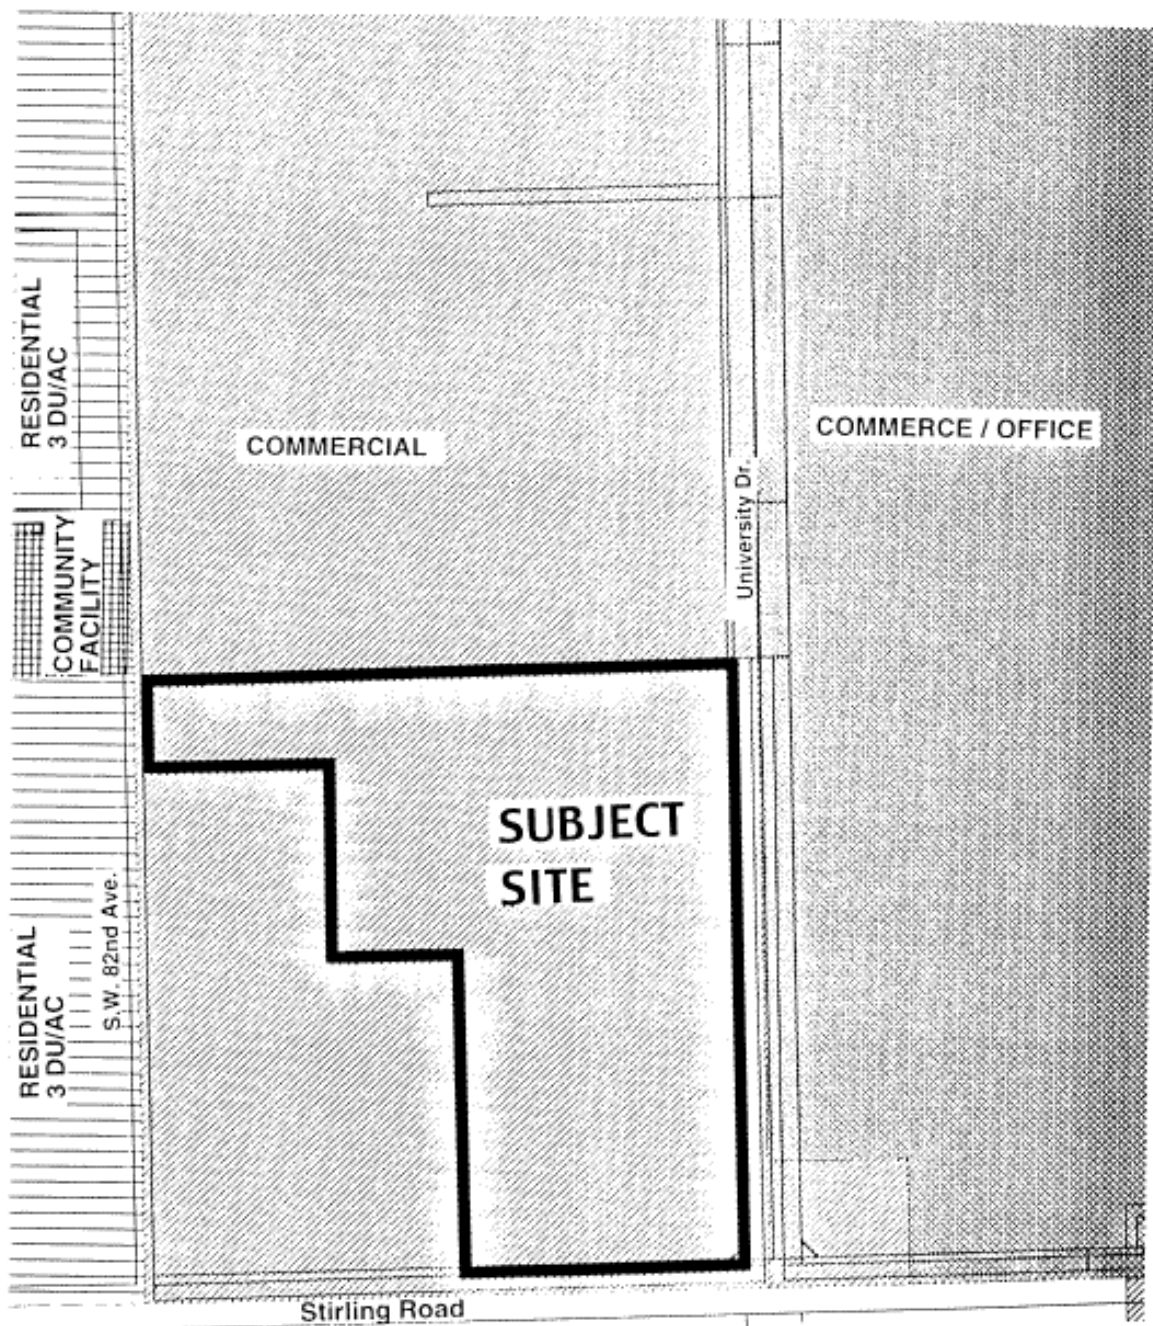 RESIDENTIAL
3 DU/AC
COMMERCIAL
COMMERCE / OFFICE
University Dr.
COMMUNITY
FACILITY
SUBJECT
SITE
S.W. 82nd Ave.
RESIDENTIAL
3 DU/AC
Stirling Road